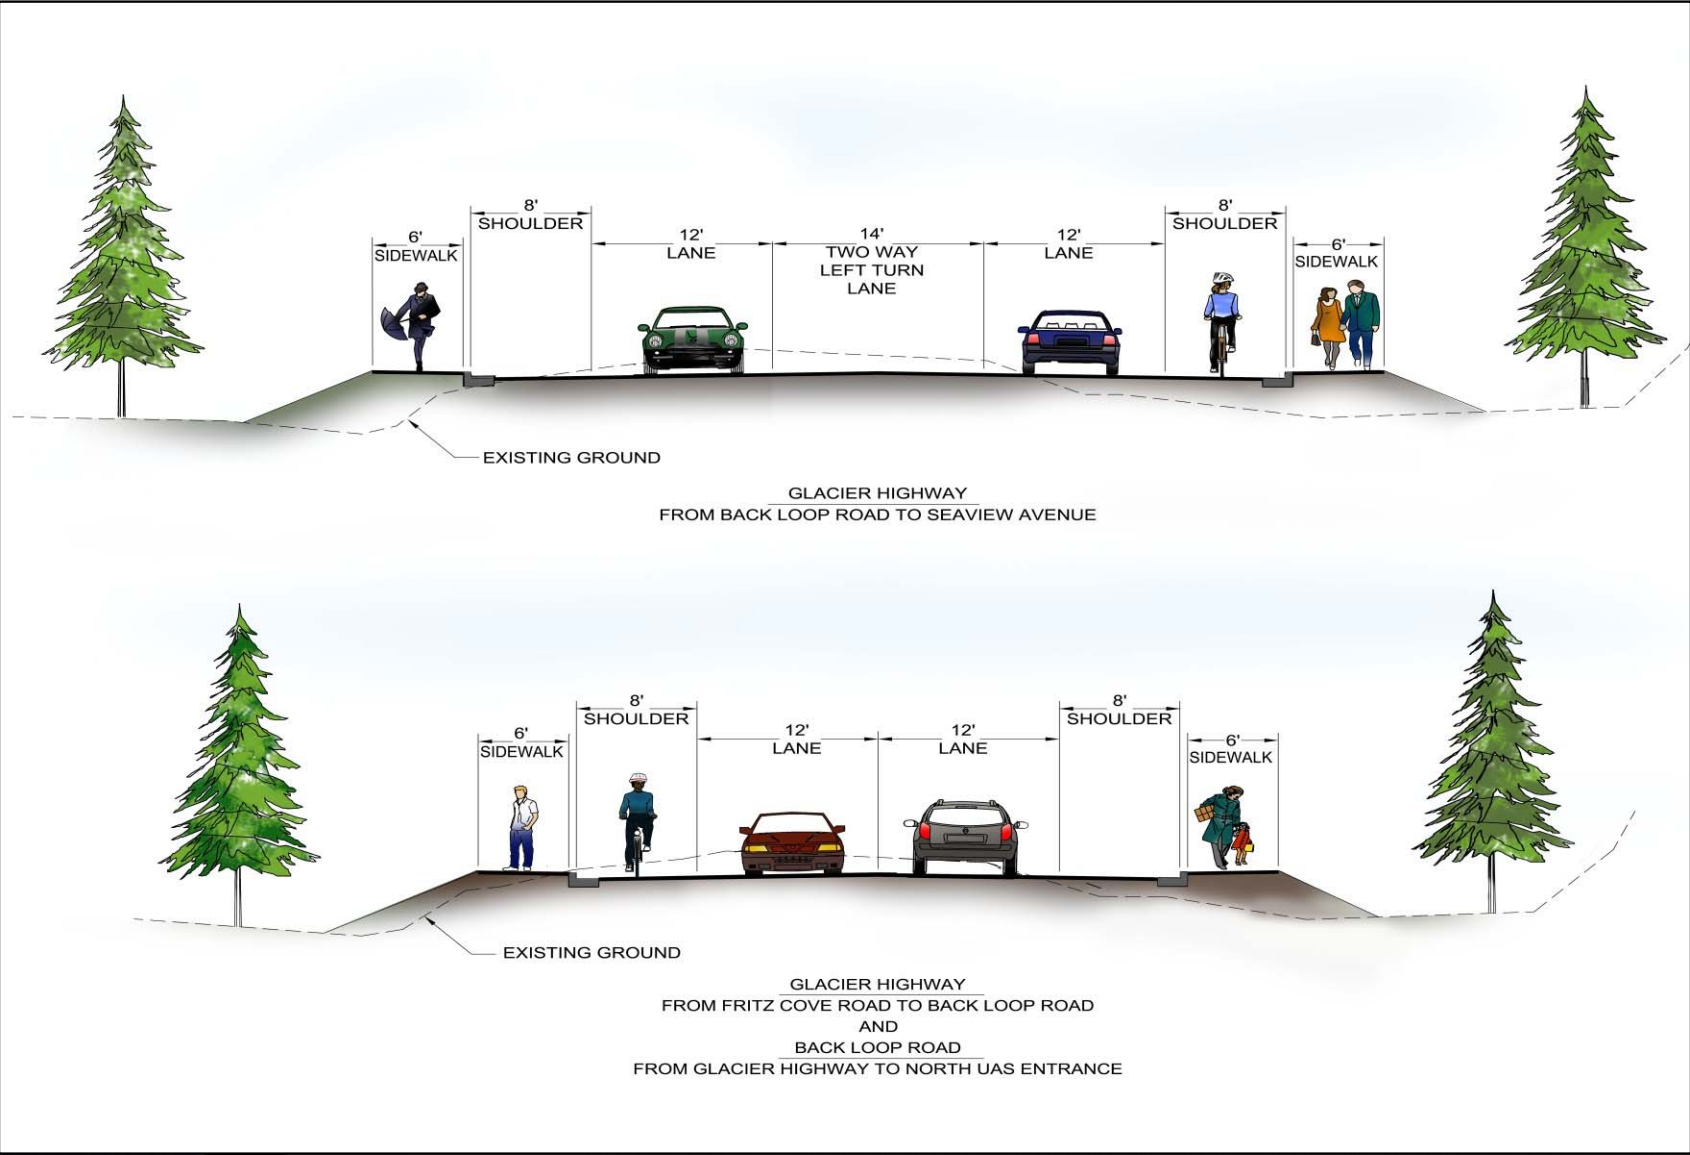 8'
SHOULDER
6'
SIDEWALK
12'
LANE
14'
TWO WAY
LEFT TURN
LANE
12'
LANE
8'
SHOULDER
6'
SIDEWALK
EXISTING GROUND
GLACIER HIGHWAY
FROM BACK LOOP ROAD TO SEAVIEW AVENUE
6'
SIDEWALK
8'
SHOULDER
12'
LANE
12'
LANE
8'
SHOULDER
6'
SIDEWALK
EXISTING GROUND
GLACIER HIGHWAY
FROM FRITZ COVE ROAD TO BACK LOOP ROAD
AND
BACK LOOP ROAD
FROM GLACIER HIGHWAY TO NORTH UAS ENTRANCE